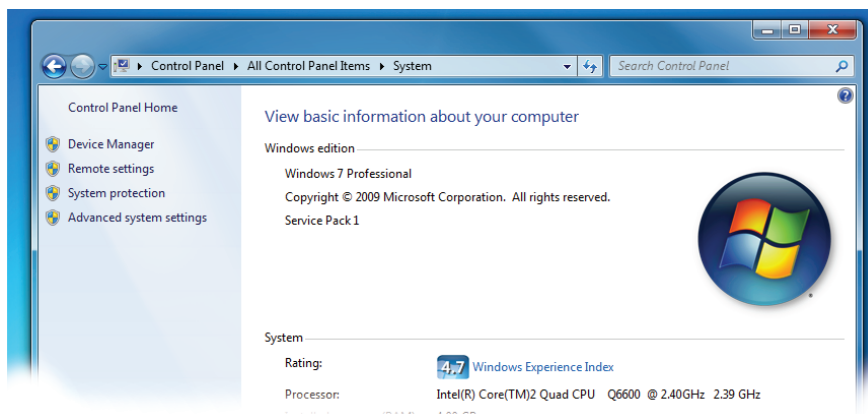 Control Panel ▸ All Control Panel Items ▸ System
Search Control Panel
Control Panel Home
Device Manager
Remote settings
System protection
Advanced system settings
View basic information about your computer
Windows edition
Windows 7 Professional
Copyright © 2009 Microsoft Corporation. All rights reserved.
Service Pack 1
System
Rating:
4.7 Windows Experience Index
Processor:
Intel(R) Core(TM)2 Quad CPU Q6600 @ 2.40GHz 2.39 GHz